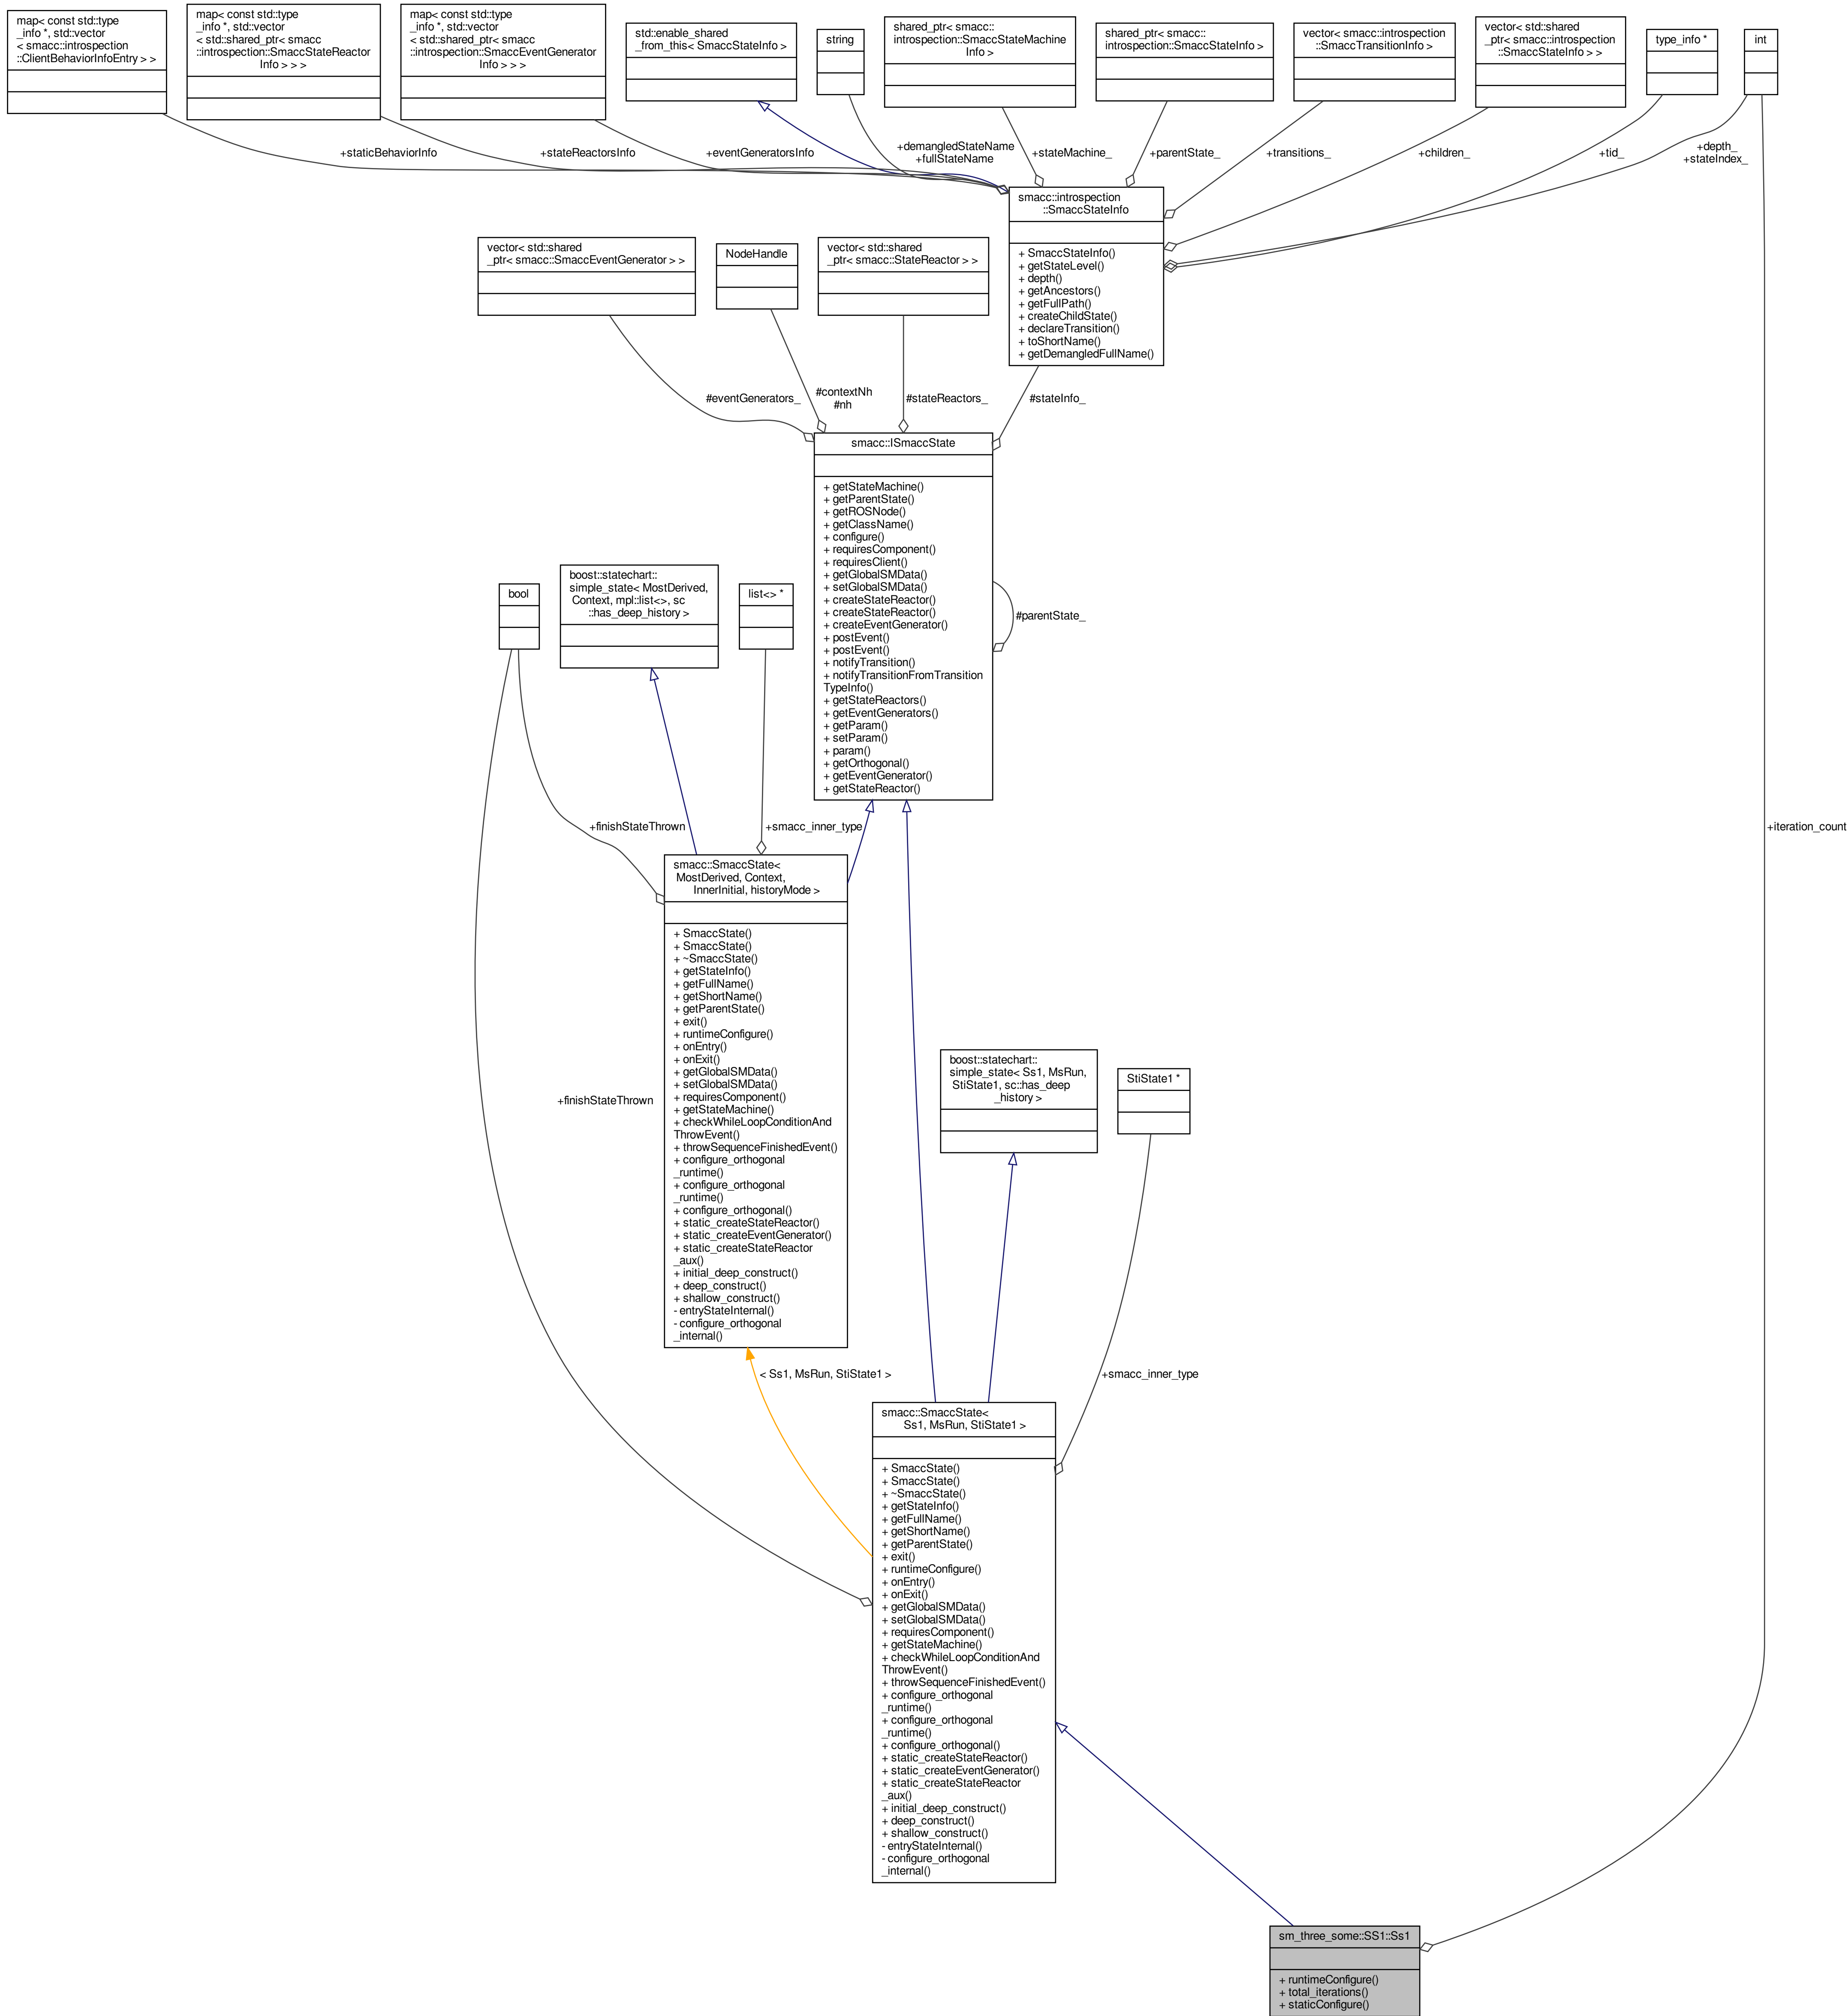 map< const std::type
_info *, std::vector
< smacc::introspection
::ClientBehaviorInfoEntry > >
map< const std::type
_info *, std::vector
< std::shared_ptr< smacc
::introspection::SmaccStateReactor
Info > > >
map< const std::type
_info *, std::vector
< std::shared_ptr< smacc
::introspection::SmaccEventGenerator
Info > > >
std::enable_shared
_from_this< SmaccStateInfo >
string
shared_ptr< smacc::
introspection::SmaccStateMachine
Info >
shared_ptr< smacc::
introspection::SmaccStateInfo >
vector< smacc::introspection
::SmaccTransitionInfo >
vector< std::shared
_ptr< smacc::introspection
::SmaccStateInfo > >
type_info *
int
+staticBehaviorInfo
+stateReactorsInfo
+eventGeneratorsInfo
+demangledStateName
+fullStateName
+stateMachine_
+parentState_
+transitions_
+children_
+tid_
+depth_
+stateIndex_
smacc::introspection
::SmaccStateInfo
+ SmaccStateInfo()
+ getStateLevel()
+ depth()
+ getAncestors()
+ getFullPath()
+ createChildState()
+ declareTransition()
+ toShortName()
+ getDemangledFullName()
vector< std::shared
_ptr< smacc::SmaccEventGenerator > >
NodeHandle
vector< std::shared
_ptr< smacc::StateReactor > >
#eventGenerators_
#contextNh
#nh
#stateReactors_
#stateInfo_
smacc::ISmaccState
+ getStateMachine()
+ getParentState()
+ getROSNode()
+ getClassName()
+ configure()
+ requiresComponent()
+ requiresClient()
+ getGlobalSMData()
+ setGlobalSMData()
+ createStateReactor()
+ createStateReactor()
+ createEventGenerator()
+ postEvent()
+ postEvent()
+ notifyTransition()
+ notifyTransitionFromTransition
TypeInfo()
+ getStateReactors()
+ getEventGenerators()
+ getParam()
+ setParam()
+ param()
+ getOrthogonal()
+ getEventGenerator()
+ getStateReactor()
#parentState_
bool
boost::statechart::
simple_state< MostDerived,
Context, mpl::list<>, sc
::has_deep_history >
list<> *
+finishStateThrown
+smacc_inner_type
+iteration_count
smacc::SmaccState<
MostDerived, Context,
InnerInitial, historyMode >
+ SmaccState()
+ SmaccState()
+ ~SmaccState()
+ getStateInfo()
+ getFullName()
+ getShortName()
+ getParentState()
+ exit()
+ runtimeConfigure()
+ onEntry()
+ onExit()
+ getGlobalSMData()
+ setGlobalSMData()
+ requiresComponent()
+ getStateMachine()
+ checkWhileLoopConditionAnd
ThrowEvent()
+ throwSequenceFinishedEvent()
+ configure_orthogonal
_runtime()
+ configure_orthogonal
_runtime()
+ configure_orthogonal()
+ static_createStateReactor()
+ static_createEventGenerator()
+ static_createStateReactor
_aux()
+ initial_deep_construct()
+ deep_construct()
+ shallow_construct()
- entryStateInternal()
- configure_orthogonal
_internal()
+finishStateThrown
boost::statechart::
simple_state< Ss1, MsRun,
StiState1, sc::has_deep
_history >
StiState1 *
< Ss1, MsRun, StiState1 >
+smacc_inner_type
smacc::SmaccState<
Ss1, MsRun, StiState1 >
+ SmaccState()
+ SmaccState()
+ ~SmaccState()
+ getStateInfo()
+ getFullName()
+ getShortName()
+ getParentState()
+ exit()
+ runtimeConfigure()
+ onEntry()
+ onExit()
+ getGlobalSMData()
+ setGlobalSMData()
+ requiresComponent()
+ getStateMachine()
+ checkWhileLoopConditionAnd
ThrowEvent()
+ throwSequenceFinishedEvent()
+ configure_orthogonal
_runtime()
+ configure_orthogonal
_runtime()
+ configure_orthogonal()
+ static_createStateReactor()
+ static_createEventGenerator()
+ static_createStateReactor
_aux()
+ initial_deep_construct()
+ deep_construct()
+ shallow_construct()
- entryStateInternal()
- configure_orthogonal
_internal()
sm_three_some::SS1::Ss1
+ runtimeConfigure()
+ total_iterations()
+ staticConfigure()